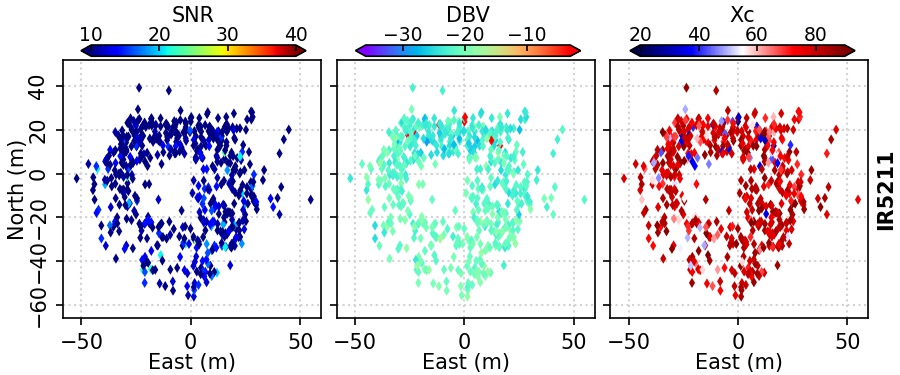 SNR DBV Xc
10 20 30 40 −30 −20 −10 20 40 60 80
40
20
0
−20
−40
−60
North (m)
−50 0 50 −50 0 50 −50 0 50
East (m) East (m) East (m)
IR5211